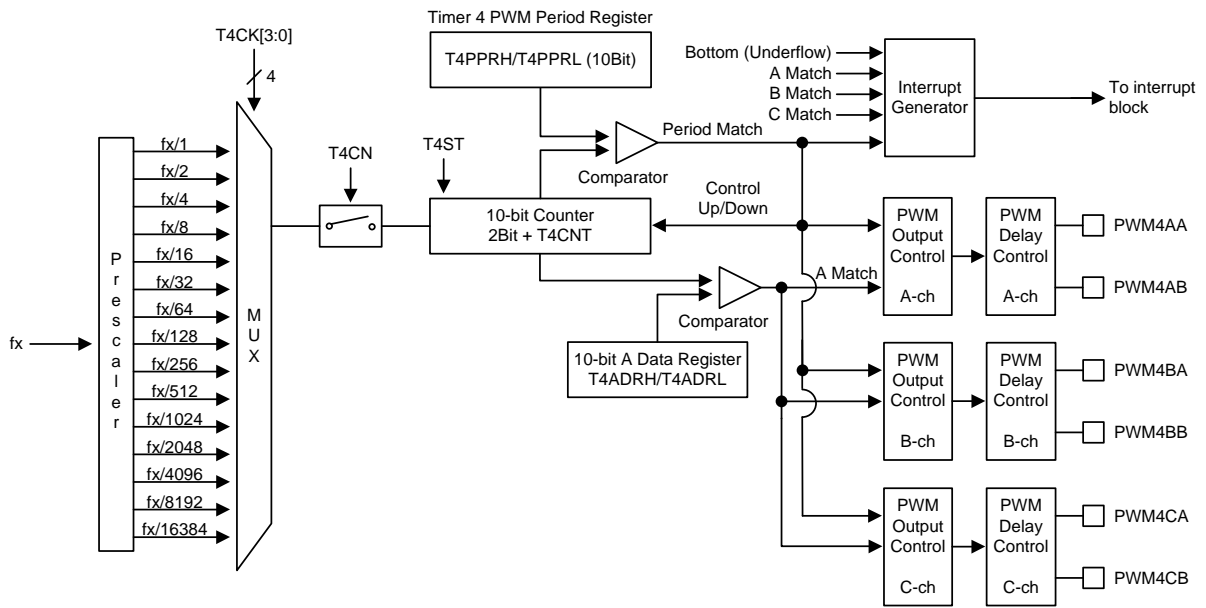 Timer 4 PWM Period Register
T4CK[3:0]
4
T4PPRH/T4PPRL (10Bit)
Bottom (Underflow)
A Match
B Match
C Match
Interrupt
Generator
To interrupt
block
Period Match
Comparator
fx/1
fx/2
fx/4
fx/8
fx/16
fx/32
fx/64
fx/128
fx/256
fx/512
fx/1024
fx/2048
fx/4096
fx/8192
fx/16384
fx
Prescaler
MUX
T4CN
T4ST
10-bit Counter
2Bit + T4CNT
Control
Up/Down
A Match
Comparator
10-bit A Data Register
T4ADRH/T4ADRL
PWM
Output
Control
A-ch
PWM
Delay
Control
A-ch
PWM4AA
PWM4AB
PWM
Output
Control
B-ch
PWM
Delay
Control
B-ch
PWM4BA
PWM4BB
PWM
Output
Control
C-ch
PWM
Delay
Control
C-ch
PWM4CA
PWM4CB